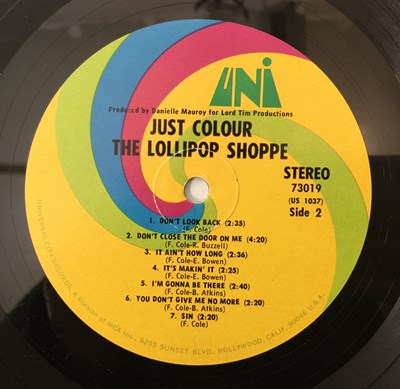 UNI
Produced by Danielle Mauroy for Lord Tim Productions
JUST COLOUR
THE LOLLIPOP SHOPPE
STEREO
73019
(US 1037)
Side 2
1. DON'T LOOK BACK (2:35)
(F. Cole)
2. DON'T CLOSE THE DOOR ON ME (4:20)
(F. Cole-R. Buzzell)
3. IT AIN'T HOW LONG (2:36)
(F. Cole-E. Bowen)
4. IT'S MAKIN' IT (2:25)
(F. Cole-E. Bowen)
5. I'M GONNA BE THERE (2:40)
(F. Cole-B. Atkins)
6. YOU DON'T GIVE ME NO MORE (2:20)
(F. Cole-B. Atkins)
7. SIN (2:20)
(F. Cole)
UNIVERSAL CITY RECORDS, A Division of MCA Inc. · 8255 SUNSET BLVD., HOLLYWOOD, CALIF. 90046 U.S.A.